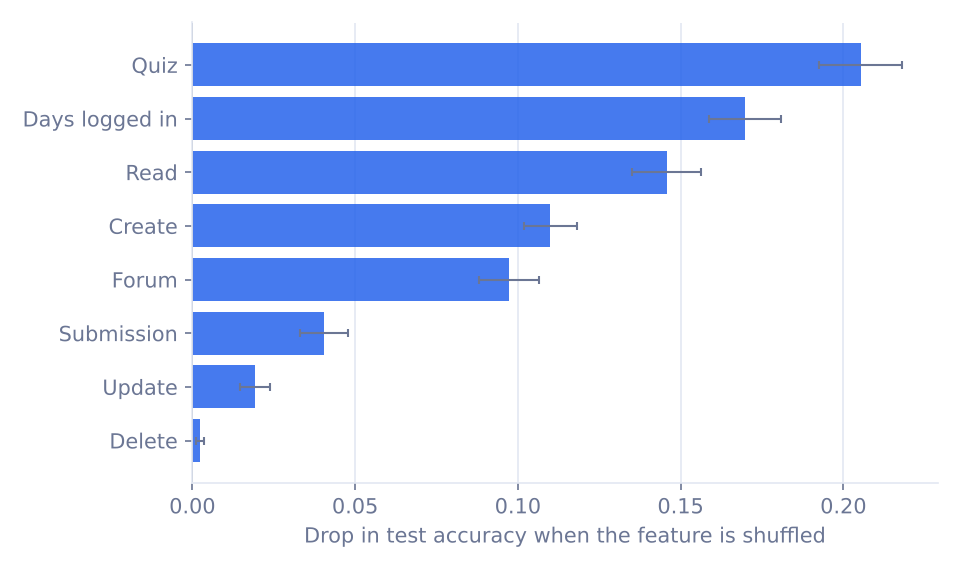 Quiz
Days logged in
Read
Create
Forum
Submission
Update
Delete
0.00 0.05 0.10 0.15 0.20
Drop in test accuracy when the feature is shuffled